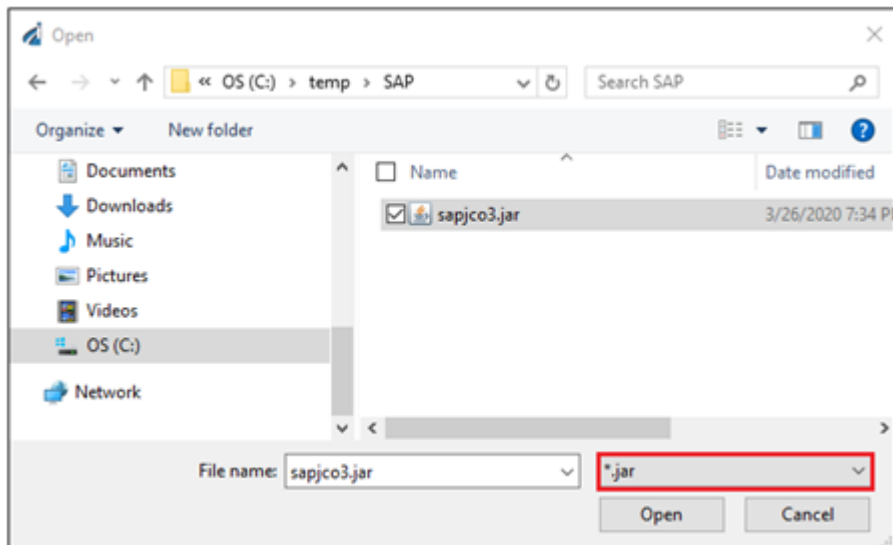 Open
« OS (C:) › temp › SAP
Search SAP
Organize
New folder
Name
Date modified
Documents
Downloads
Music
Pictures
Videos
OS (C:)
Network
sapjco3.jar
3/26/2020 7:34 P
File name:
sapjco3.jar
*.jar
Open
Cancel